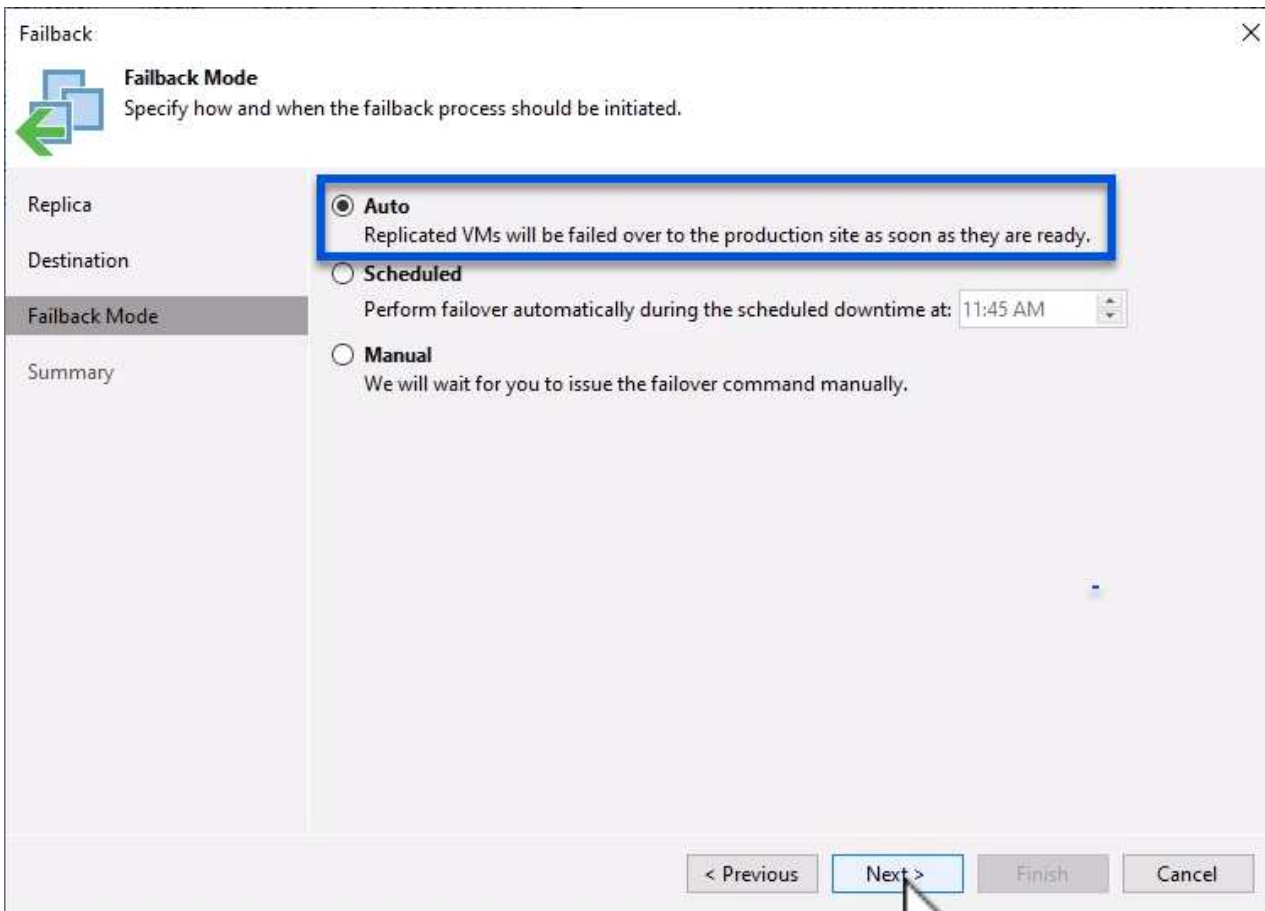 Failback
Failback Mode
Specify how and when the failback process should be initiated.
Replica
Destination
Failback Mode
Summary
Auto
Replicated VMs will be failed over to the production site as soon as they are ready.
Scheduled
Perform failover automatically during the scheduled downtime at: 11:45 AM
Manual
We will wait for you to issue the failover command manually.
< Previous
Next >
Finish
Cancel